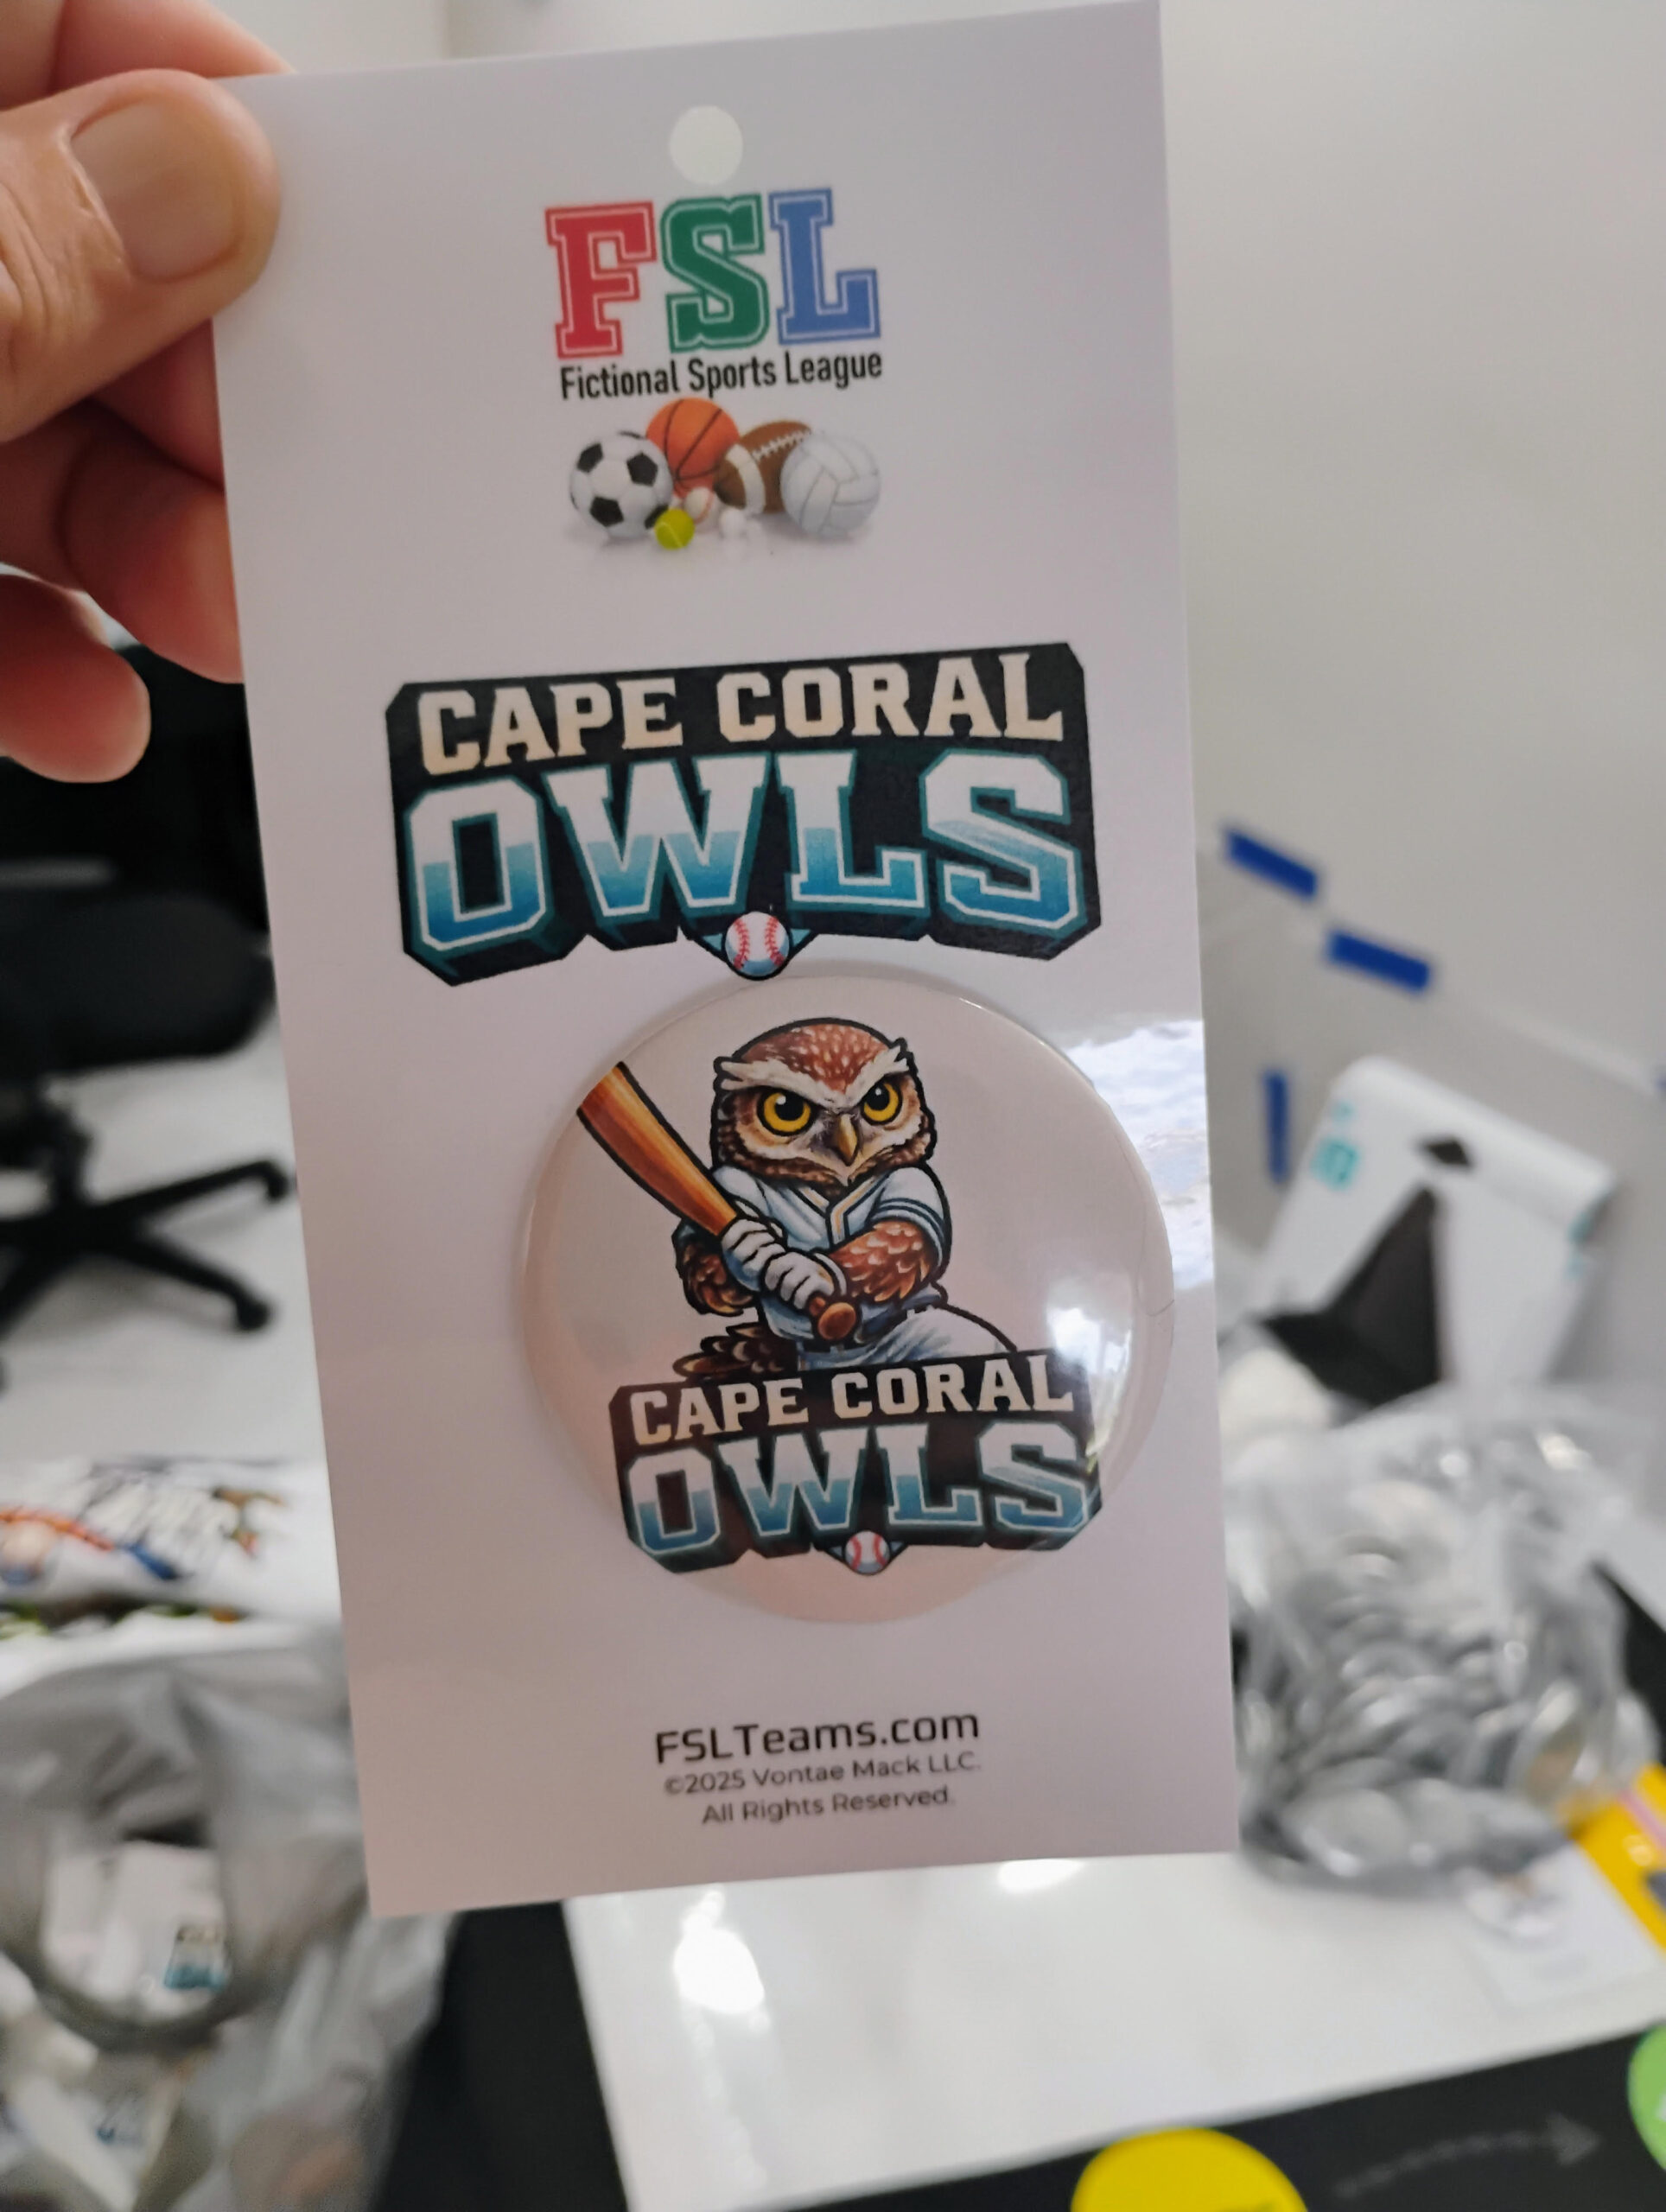 FSL
Fictional Sports League
CAPE CORAL
OWLS
CAPE CORAL
OWLS
FSLTeams.com
©2025 Vontae Mack LLC.
All Rights Reserved.